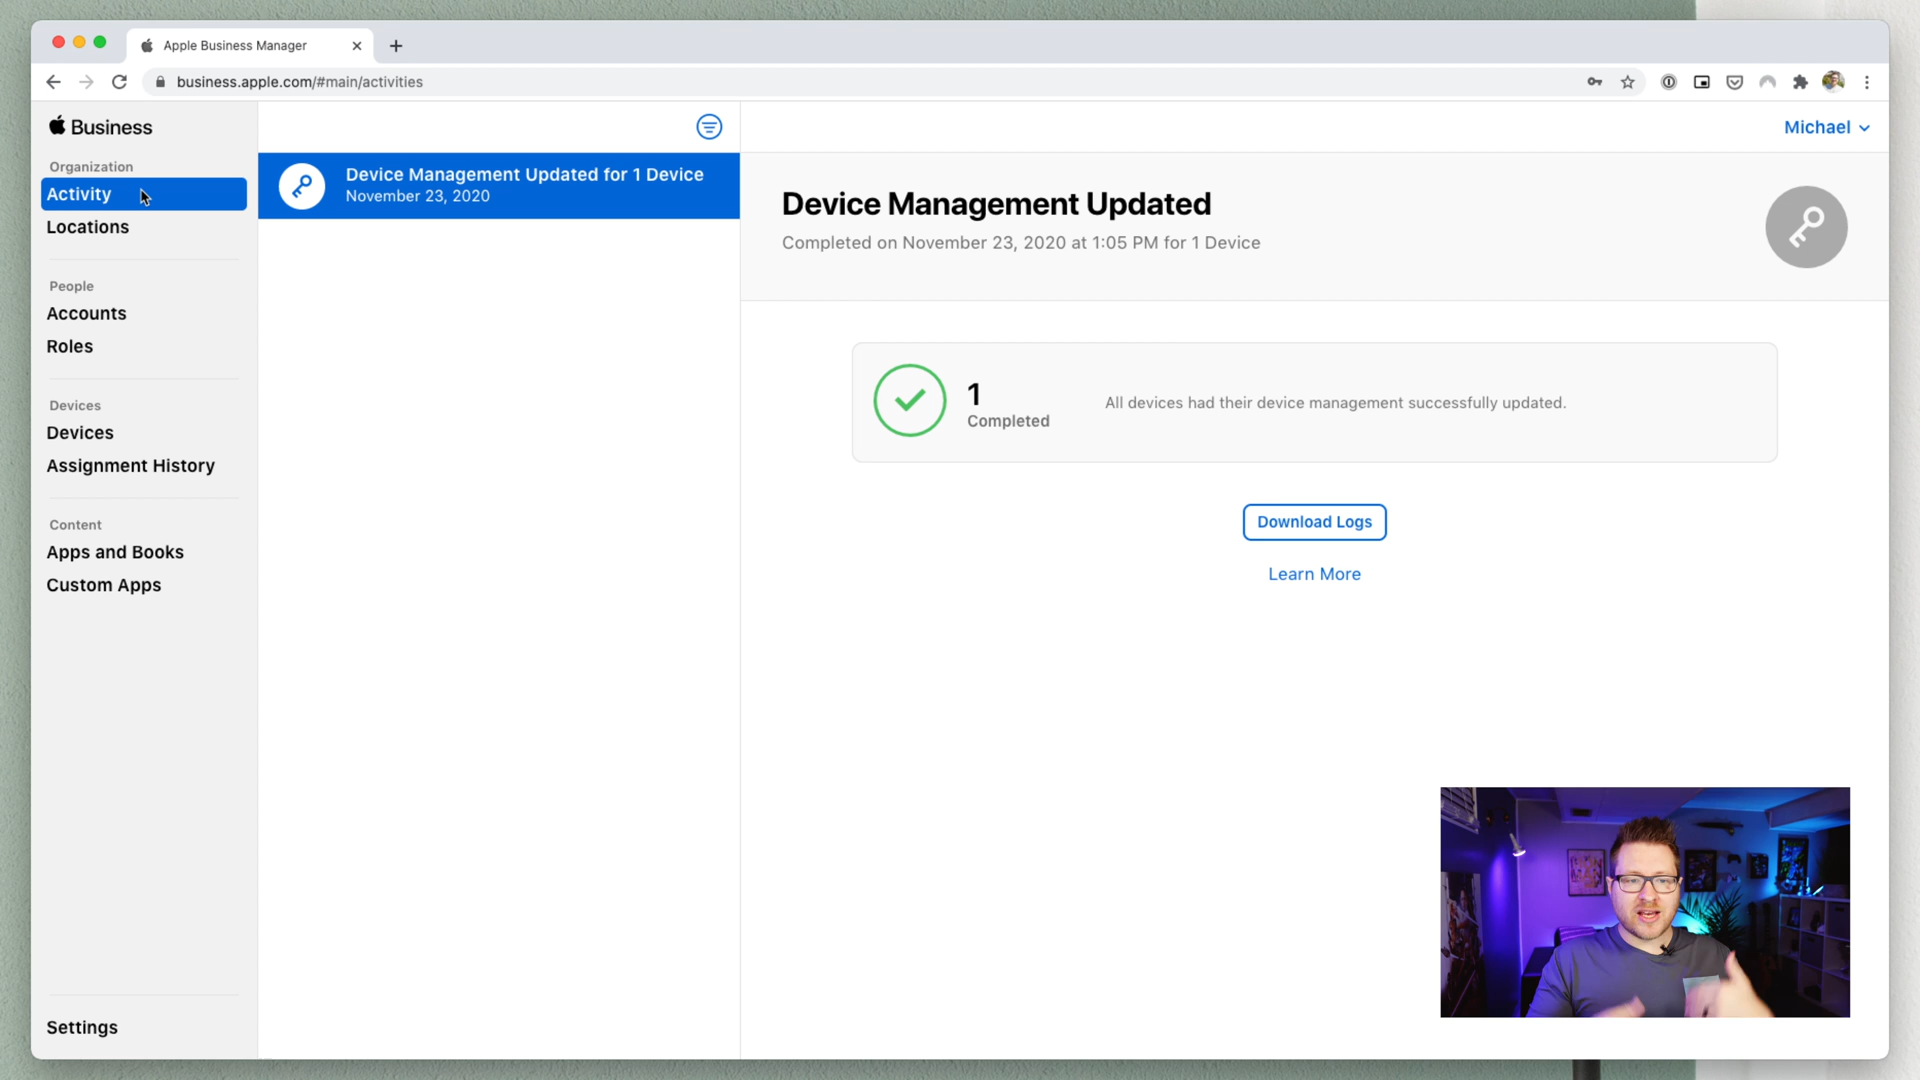 Apple Business Manager
business.apple.com/#main/activities
Business
Organization
Activity
Locations
People
Accounts
Roles
Devices
Devices
Assignment History
Content
Apps and Books
Custom Apps
Settings
Device Management Updated for 1 Device
November 23, 2020
Michael
Device Management Updated
Completed on November 23, 2020 at 1:05 PM for 1 Device
1
Completed
All devices had their device management successfully updated.
Download Logs
Learn More